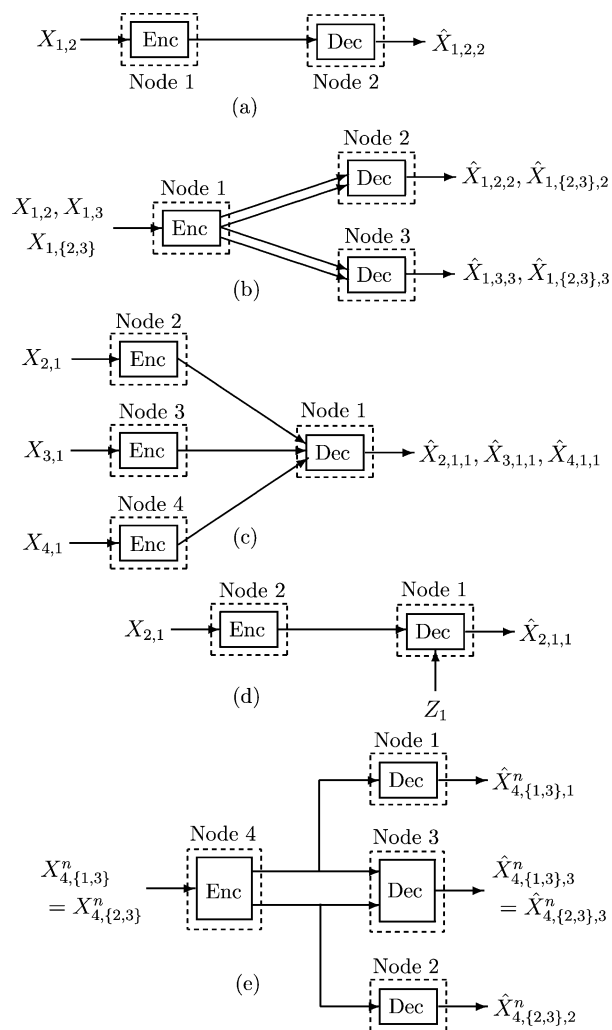 X_{1,2} Enc Dec \hat{X}_{1,2,2}
Node 1 Node 2
(a)
Node 2
Node 1 Dec \hat{X}_{1,2,2}, \hat{X}_{1,\{2,3\},2}
X_{1,2}, X_{1,3} Enc
X_{1,\{2,3\}} Node 3
Dec \hat{X}_{1,3,3}, \hat{X}_{1,\{2,3\},3}
(b)
Node 2
X_{2,1} Enc
Node 3 Node 1
X_{3,1} Enc Dec \hat{X}_{2,1,1}, \hat{X}_{3,1,1}, \hat{X}_{4,1,1}
Node 4
X_{4,1} Enc
(c)
Node 2 Node 1
X_{2,1} Enc Dec \hat{X}_{2,1,1}
(d) Z_1
Node 1
Dec \hat{X}^n_{4,\{1,3\},1}
Node 4 Node 3
X^n_{4,\{1,3\}} Enc Dec \hat{X}^n_{4,\{1,3\},3}
= X^n_{4,\{2,3\}} = \hat{X}^n_{4,\{2,3\},3}
(e) Node 2
Dec \hat{X}^n_{4,\{2,3\},2}